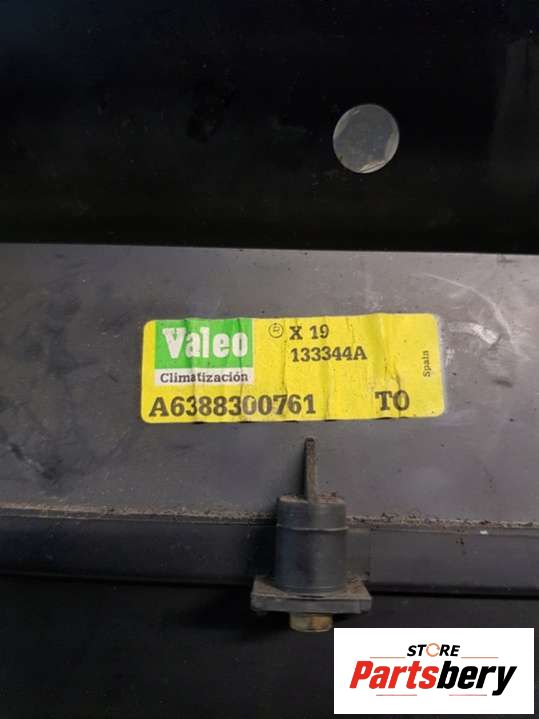 Valeo
Climatización
X 19
133344A
Spain
A6388300761 TO
STORE
Partsbery